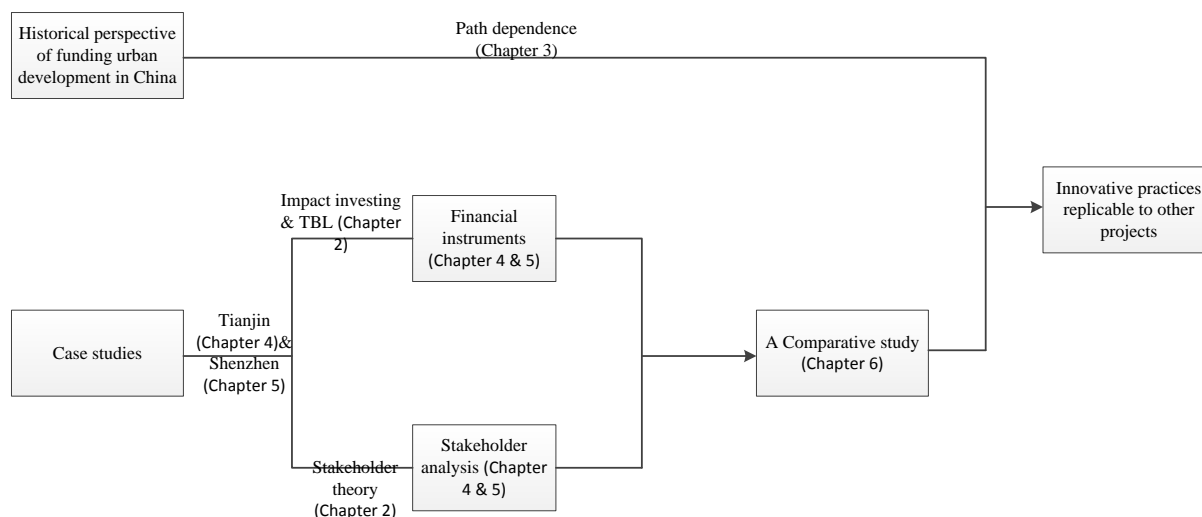 Historical perspective
of funding urban
development in China
Path dependence
(Chapter 3)
Innovative practices
replicable to other
projects
Impact investing
& TBL (Chapter
2)
Financial
instruments
(Chapter 4 & 5)
Case studies
Tianjin
(Chapter 4)&
Shenzhen
(Chapter 5)
A Comparative study
(Chapter 6)
Stakeholder
theory
(Chapter 2)
Stakeholder
analysis (Chapter
4 & 5)